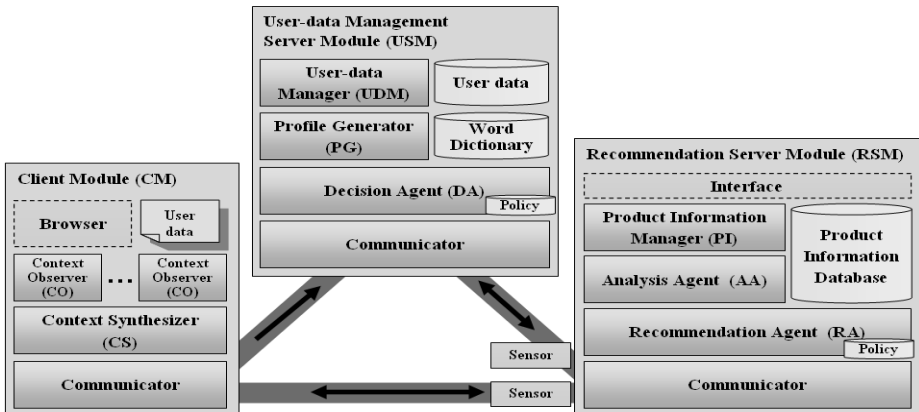 User-data Management
Server Module (USM)
User-data
Manager (UDM)
User data
Profile Generator
(PG)
Word
Dictionary
Decision Agent (DA)
Policy
Communicator
Client Module (CM)
Browser
User
data
Context
Observer
(CO)
...
Context
Observer
(CO)
Context Synthesizer
(CS)
Communicator
Sensor
Sensor
Recommendation Server Module (RSM)
Interface
Product Information
Manager (PI)
Product
Information
Database
Analysis Agent (AA)
Recommendation Agent (RA)
Policy
Communicator